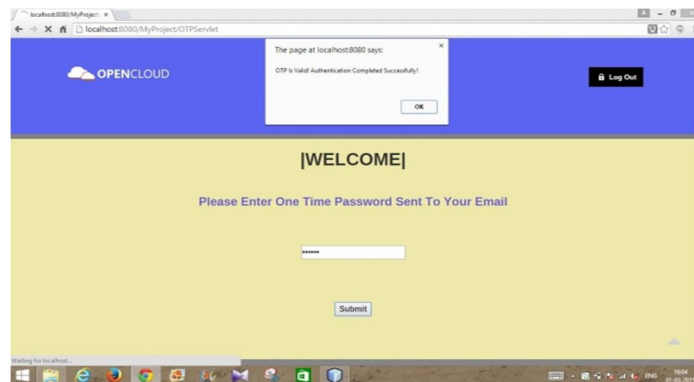 localhost:8080/MyProject
localhost:8080/MyProject/OTPServlet
The page at localhost:8080 says:
OTP Is Valid! Authentication Completed Successfully!
OK
OPENCLOUD
Log Out
|WELCOME|
Please Enter One Time Password Sent To Your Email
••••••
Submit
Waiting for localhost...
ENG
16:04